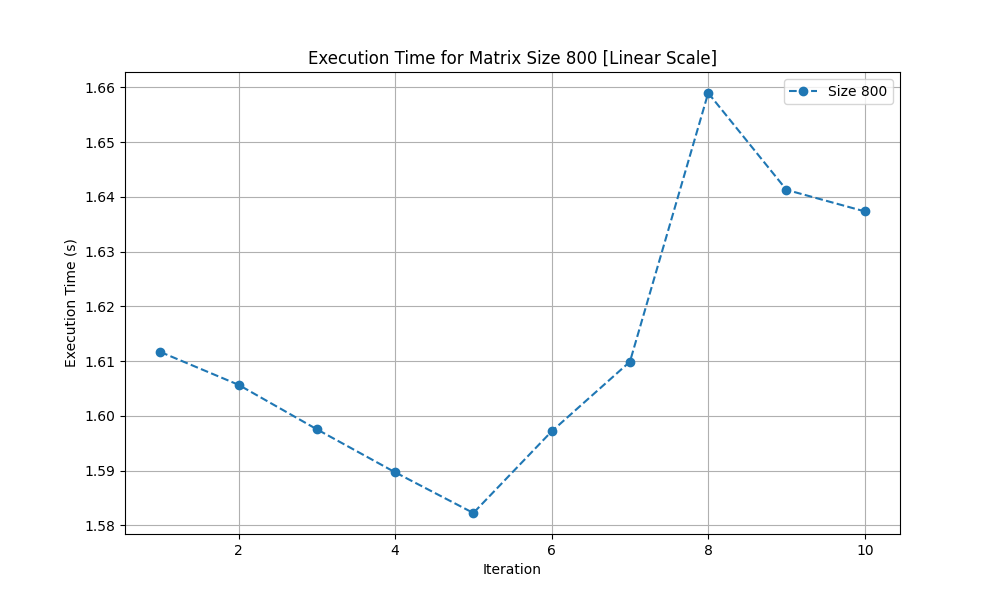 Execution Time for Matrix Size 800 [Linear Scale]
Size 800
Execution Time (s)
1.66
1.65
1.64
1.63
1.62
1.61
1.60
1.59
1.58
2 4 6 8 10
Iteration